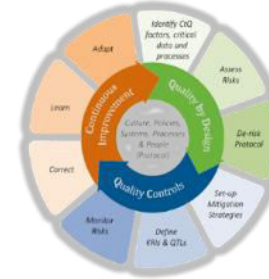 Identify CtQ
factors, critical
data and
processes
Assess
Risks
De-risk
Protocol
Set-up
Mitigation
Strategies
Define
KRIs & QTLs
Monitor
Risks
Correct
Learn
Adapt
Quality by Design
Quality Controls
Continuous
Improvement
Culture, Policies,
Systems, Processes
& People
(Protocol)